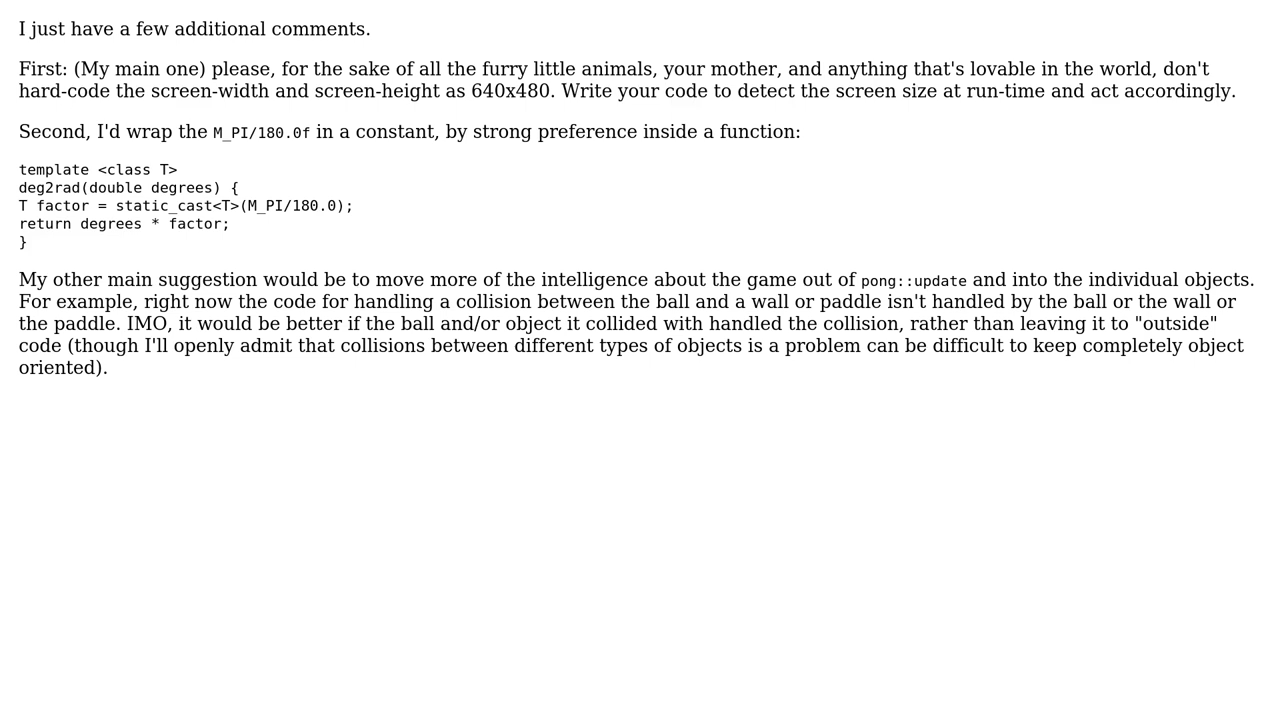 I just have a few additional comments.
First: (My main one) please, for the sake of all the furry little animals, your mother, and anything that's lovable in the world, don't
hard-code the screen-width and screen-height as 640x480. Write your code to detect the screen size at run-time and act accordingly.
Second, I'd wrap the M_PI/180.0f in a constant, by strong preference inside a function:
template <class T>
deg2rad(double degrees) {
T factor = static_cast<T>(M_PI/180.0);
return degrees * factor;
}
My other main suggestion would be to move more of the intelligence about the game out of pong::update and into the individual objects.
For example, right now the code for handling a collision between the ball and a wall or paddle isn't handled by the ball or the wall or
the paddle. IMO, it would be better if the ball and/or object it collided with handled the collision, rather than leaving it to "outside"
code (though I'll openly admit that collisions between different types of objects is a problem can be difficult to keep completely object
oriented).